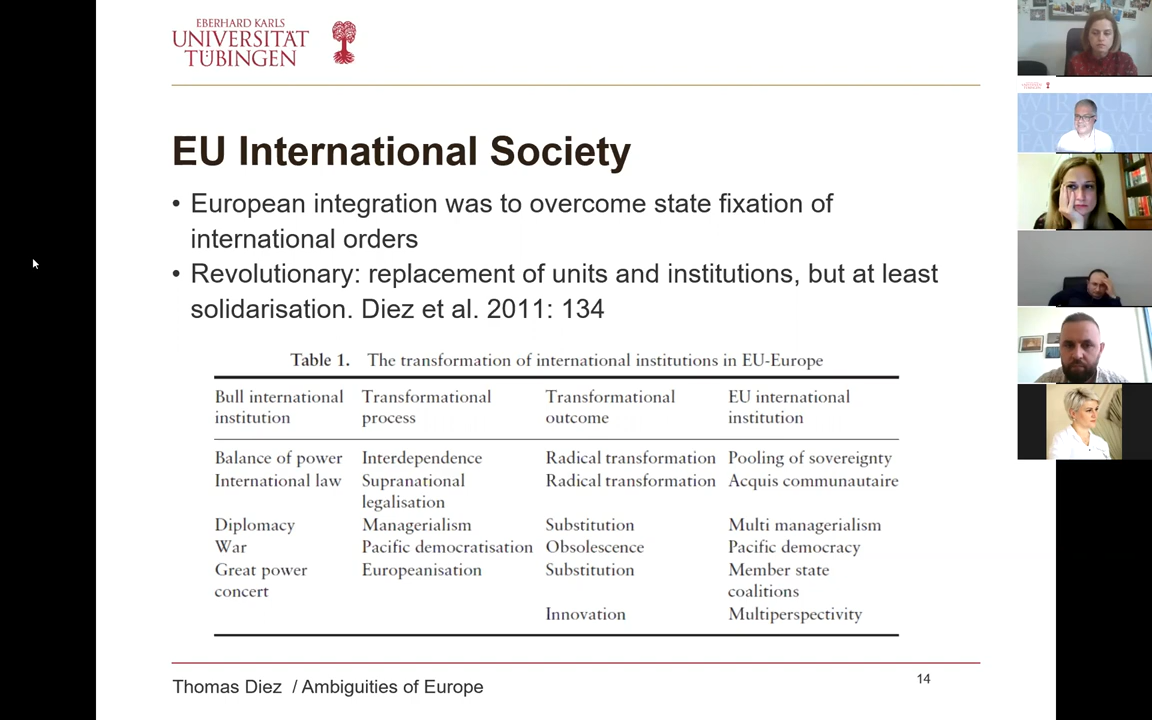 EBERHARD KARLS
UNIVERSITÄT
TÜBINGEN
EU International Society
• European integration was to overcome state fixation of
international orders
• Revolutionary: replacement of units and institutions, but at least
solidarisation. Diez et al. 2011: 134
Table 1. The transformation of international institutions in EU-Europe
Bull international institution Transformational process Transformational outcome EU international institution
Balance of power Interdependence Radical transformation Pooling of sovereignty
International law Supranational legalisation Radical transformation Acquis communautaire
Diplomacy Managerialism Substitution Multi managerialism
War Pacific democratisation Obsolescence Pacific democracy
Great power concert Europeanisation Substitution Member state coalitions
Innovation Multiperspectivity
Thomas Diez / Ambiguities of Europe
14